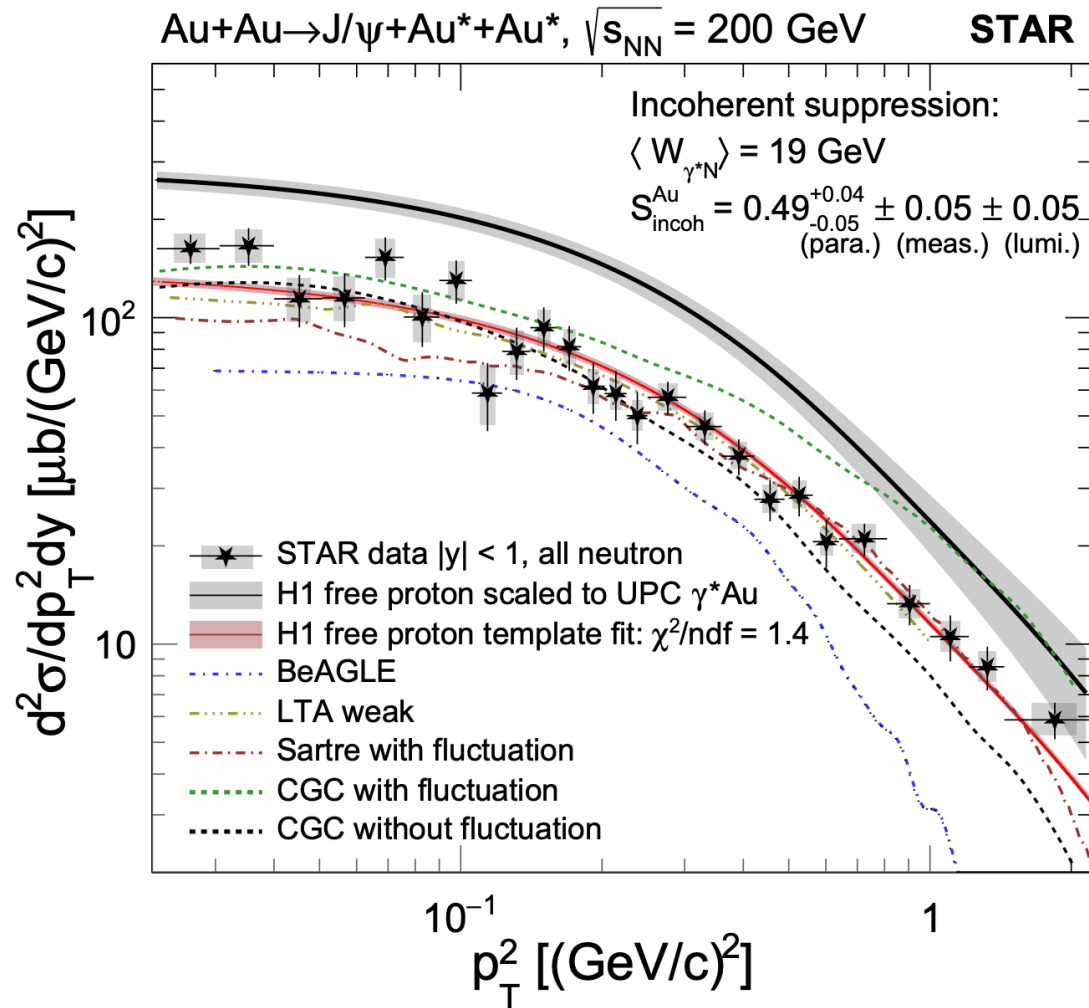 Au+Au→J/ψ+Au*+Au*, √s_NN = 200 GeV STAR
Incoherent suppression:
⟨ W_γ*N ⟩ = 19 GeV
S^Au_incoh = 0.49^+0.04_-0.05 ± 0.05 ± 0.05
(para.) (meas.) (lumi.)
d²σ/dp²_T dy [μb/(GeV/c)²]
10²
10
STAR data |y| < 1, all neutron
H1 free proton scaled to UPC γ*Au
H1 free proton template fit: χ²/ndf = 1.4
BeAGLE
LTA weak
Sartre with fluctuation
CGC with fluctuation
CGC without fluctuation
10⁻¹ 1
p²_T [(GeV/c)²]